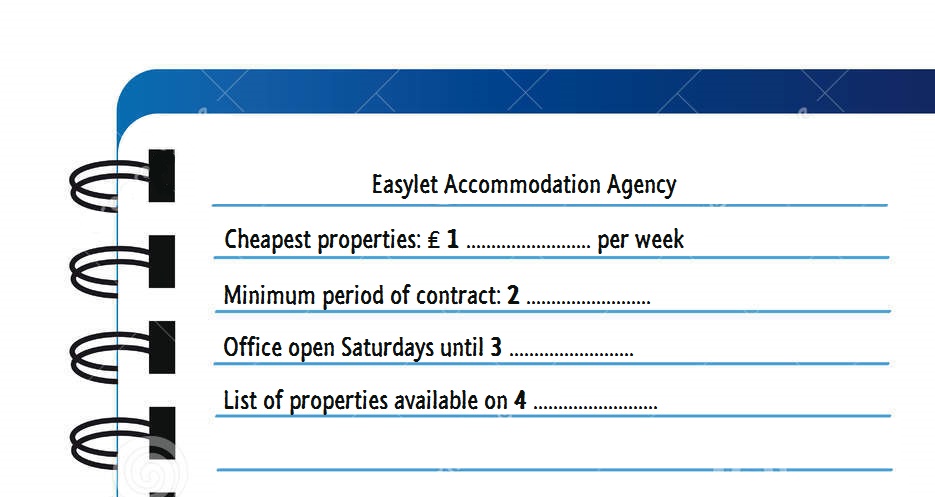 Easylet Accommodation Agency
Cheapest properties: £ 1 ........................ per week
Minimum period of contract: 2 ........................
Office open Saturdays until 3 ........................
List of properties available on 4 ........................